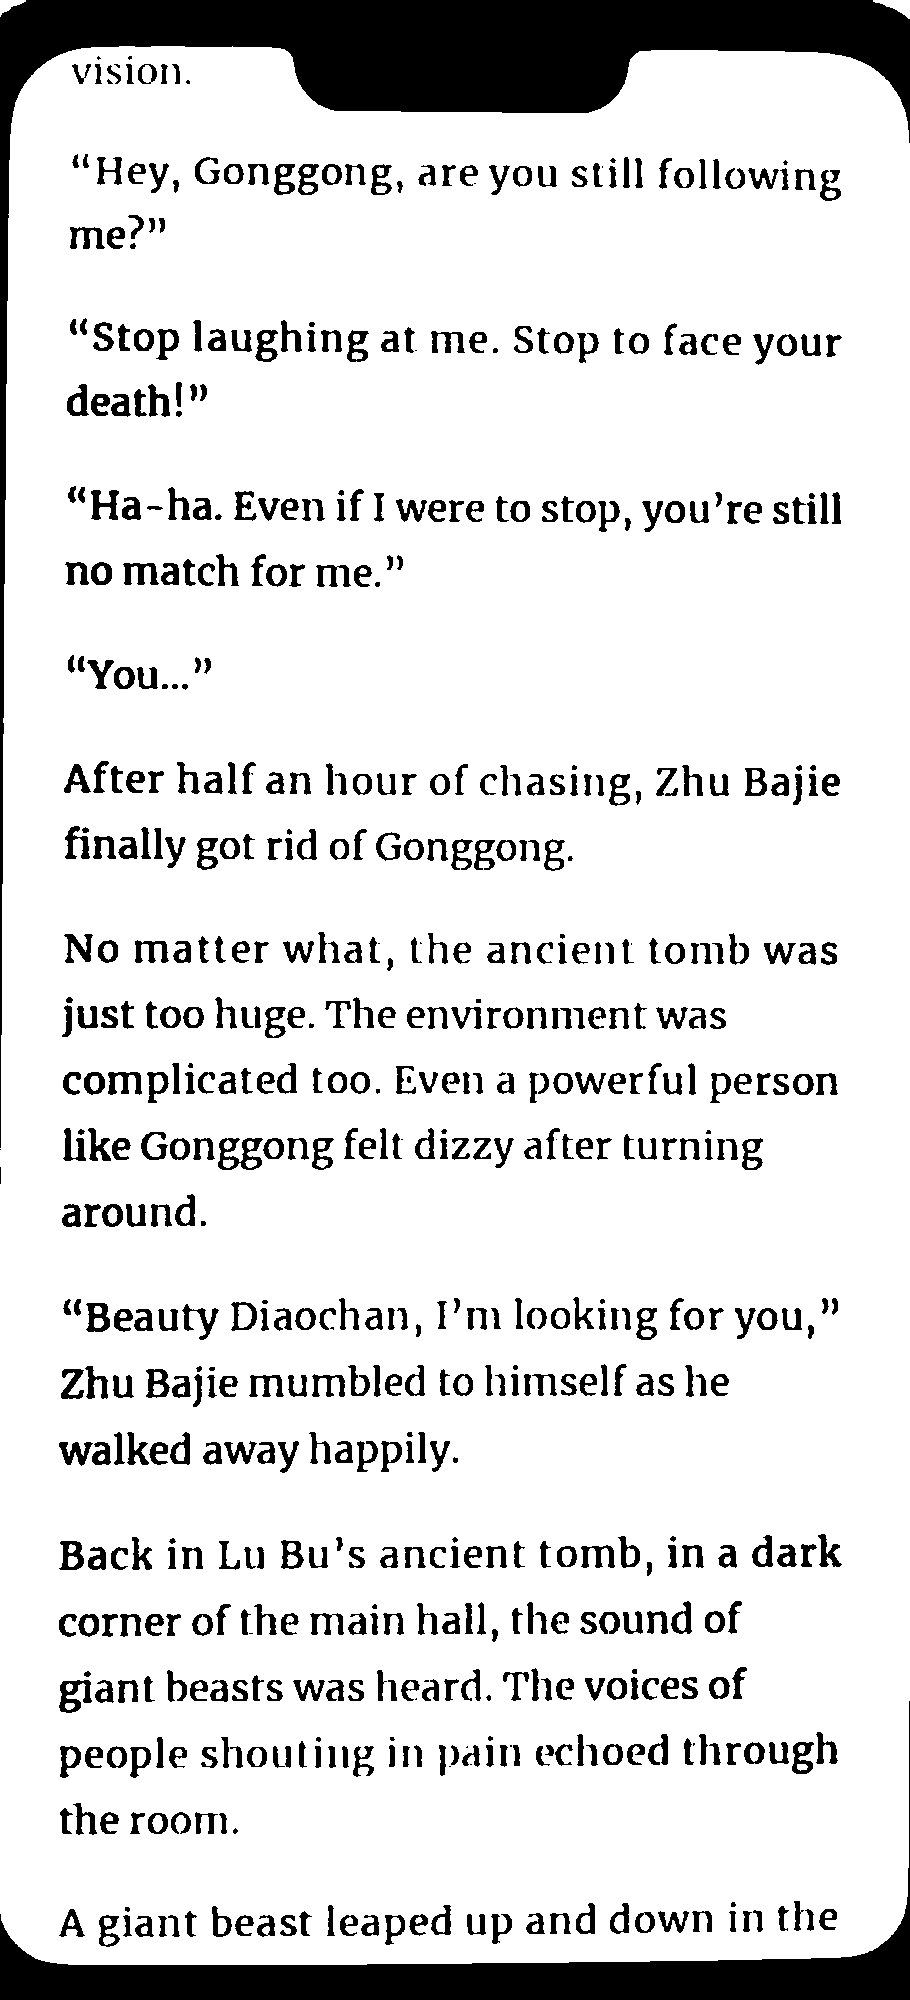 vision.
“Hey, Gonggong, are you still following
me?”
“Stop laughing at me. Stop to face your
death!”
“Ha-ha. Even if I were to stop, you’re still
no match for me.”
“You...”
After half an hour of chasing, Zhu Bajie
finally got rid of Gonggong.
No matter what, the ancient tomb was
just too huge. The environment was
complicated too. Even a powerful person
like Gonggong felt dizzy after turning
around.
“Beauty Diaochan, I’m looking for you,”
Zhu Bajie mumbled to himself as he
walked away happily.
Back in Lu Bu’s ancient tomb, in a dark
corner of the main hall, the sound of
giant beasts was heard. The voices of
people shouting in pain echoed through
the room.
A giant beast leaped up and down in the